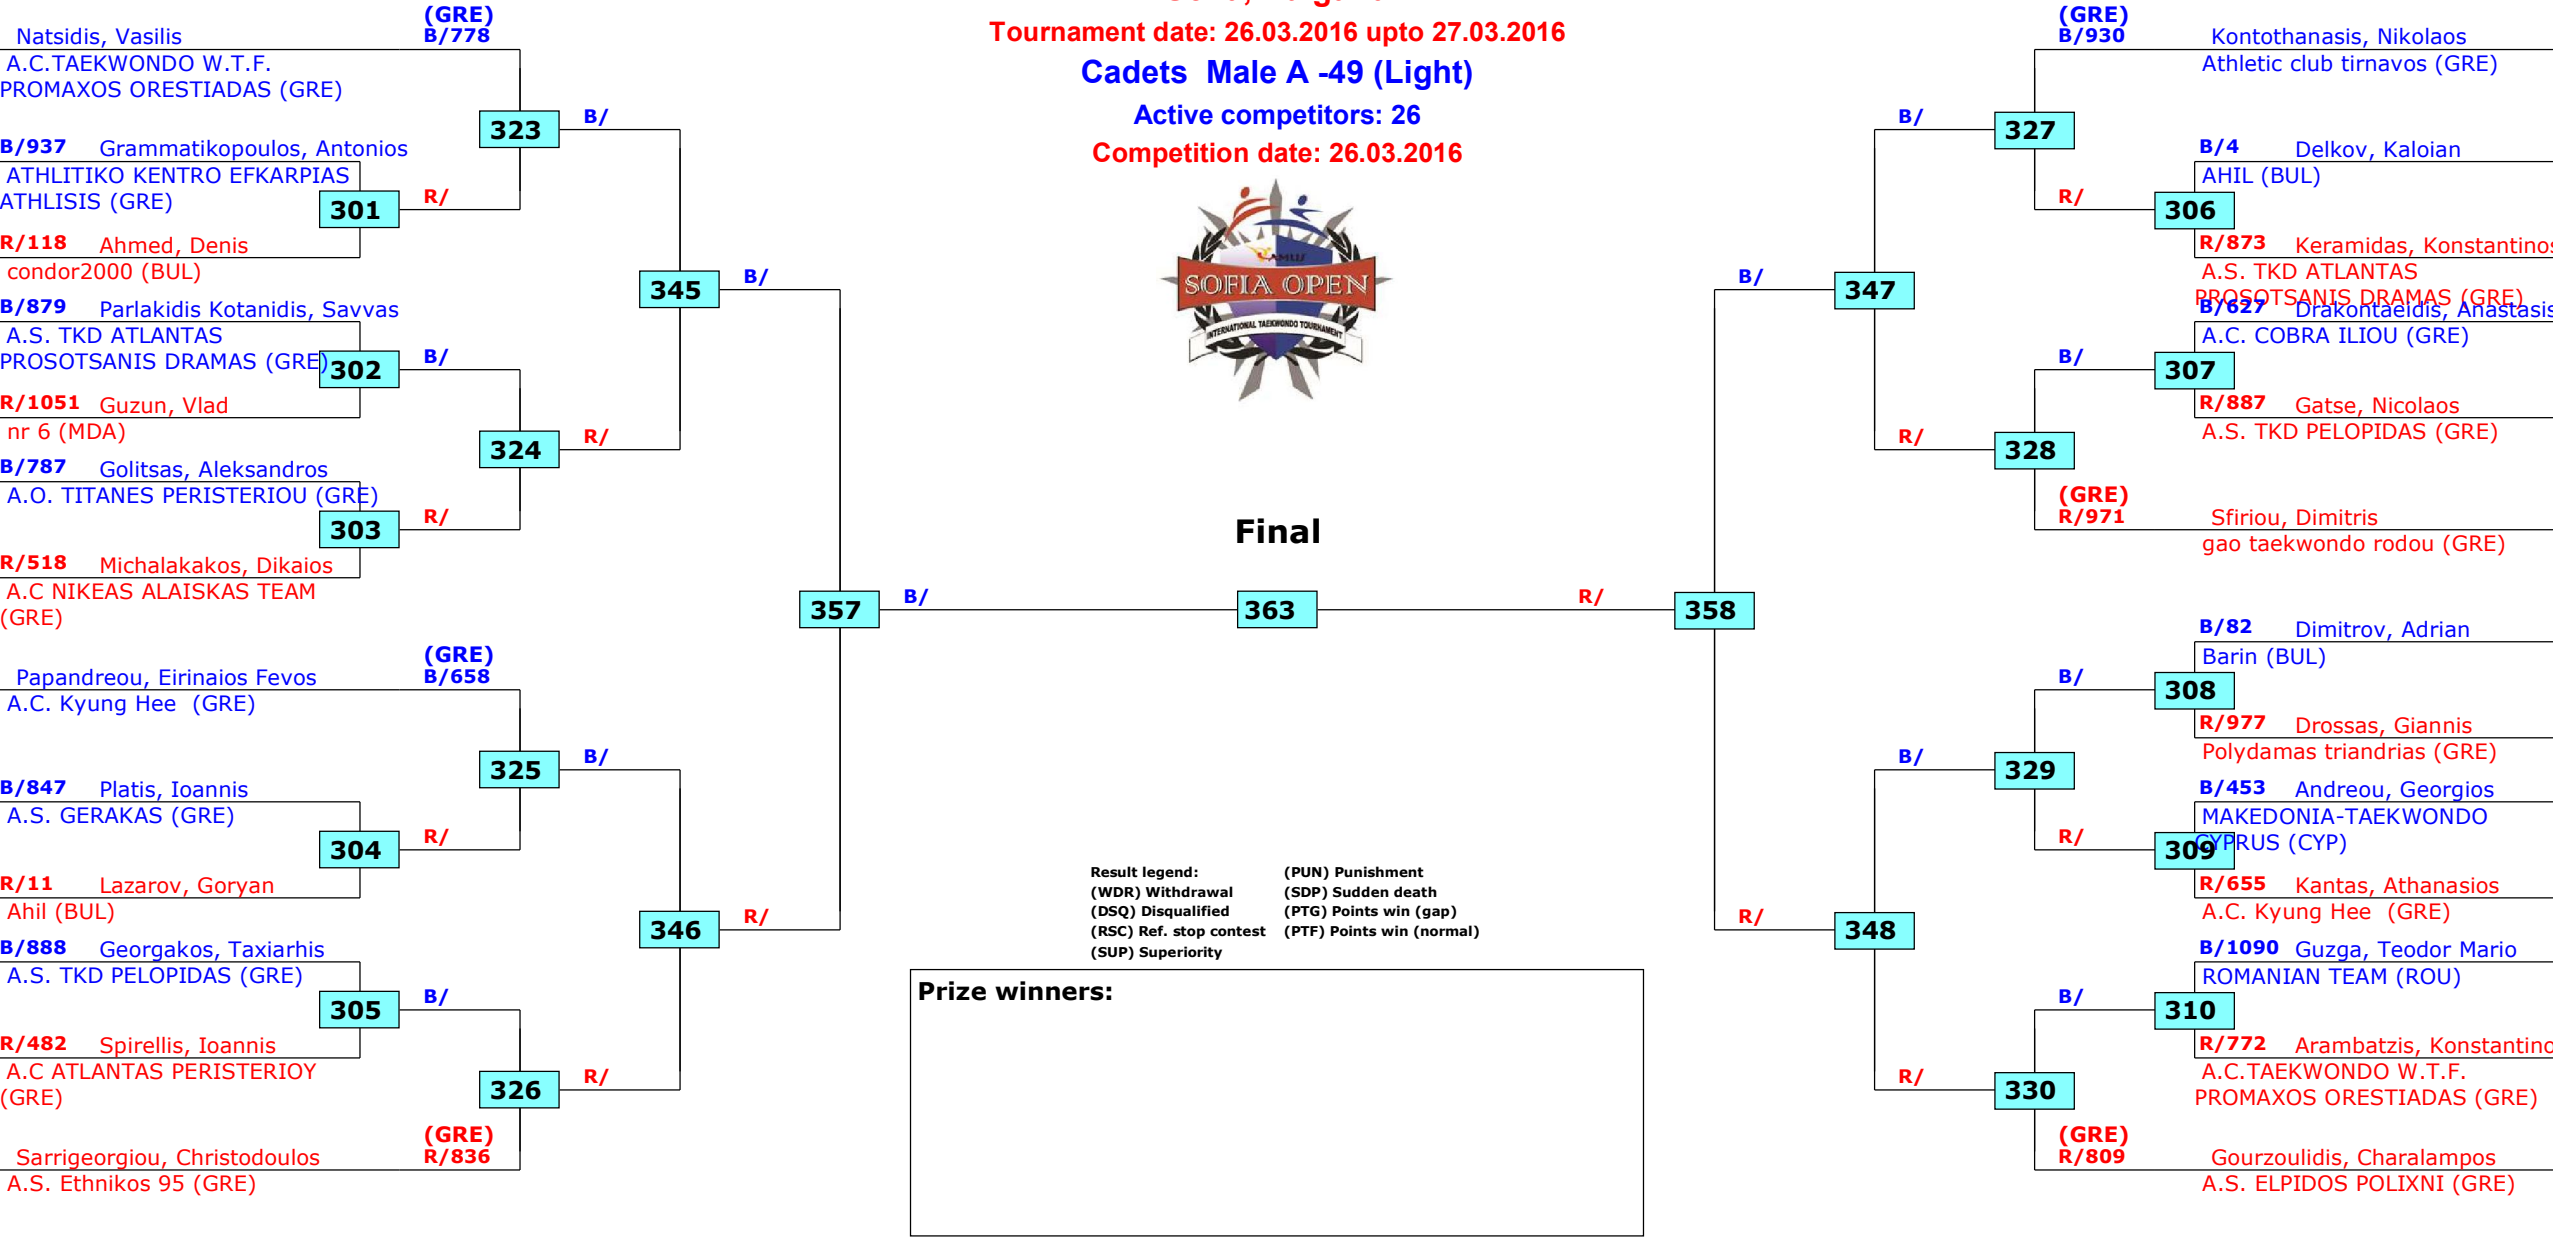 Tournament date: 26.03.2016 upto 27.03.2016
Cadets  Male A -49 (Light)
Active competitors: 26
Competition date: 26.03.2016
TAMUS
SOFIA OPEN
INTERNATIONAL TAEKWONDO TOURNAMENT
(GRE)
Natsidis, Vasilis B/778
A.C.TAEKWONDO W.T.F.
PROMAXOS ORESTIADAS (GRE)
323 B/
B/937 Grammatikopoulos, Antonios
ATHLITIKO KENTRO EFKARPIAS
ATHLISIS (GRE)
301 R/
R/118 Ahmed, Denis
condor2000 (BUL)
345 B/
B/879 Parlakidis Kotanidis, Savvas
A.S. TKD ATLANTAS
PROSOTSANIS DRAMAS (GRE)
302 B/
R/1051 Guzun, Vlad
nr 6 (MDA)
324 R/
B/787 Golitsas, Aleksandros
A.O. TITANES PERISTERIOU (GRE)
303 R/
R/518 Michalakakos, Dikaios
A.C NIKEAS ALAISKAS TEAM
(GRE)
357 B/
(GRE)
Papandreou, Eirinaios Fevos B/658
A.C. Kyung Hee  (GRE)
325 B/
B/847 Platis, Ioannis
A.S. GERAKAS (GRE)
304 R/
R/11 Lazarov, Goryan
Ahil (BUL)
346 R/
B/888 Georgakos, Taxiarhis
A.S. TKD PELOPIDAS (GRE)
305 B/
R/482 Spirellis, Ioannis
A.C ATLANTAS PERISTERIOY
(GRE)
326 R/
(GRE)
Sarrigeorgiou, Christodoulos R/836
A.S. Ethnikos 95 (GRE)
Final
363
R/ 358
(GRE)
B/930 Kontothanasis, Nikolaos
Athletic club tirnavos (GRE)
B/ 327
B/4 Delkov, Kaloian
AHIL (BUL)
R/ 306
R/873 Keramidas, Konstantinos
A.S. TKD ATLANTAS
PROSOTSANIS DRAMAS (GRE)
B/ 347
B/627 Drakontaeidis, Anastasis
A.C. COBRA ILIOU (GRE)
B/ 307
R/887 Gatse, Nicolaos
A.S. TKD PELOPIDAS (GRE)
R/ 328
(GRE)
R/971 Sfiriou, Dimitris
gao taekwondo rodou (GRE)
B/82 Dimitrov, Adrian
Barin (BUL)
B/ 308
R/977 Drossas, Giannis
Polydamas triandrias (GRE)
B/ 329
B/453 Andreou, Georgios
MAKEDONIA-TAEKWONDO
CYPRUS (CYP)
R/ 309
R/655 Kantas, Athanasios
A.C. Kyung Hee  (GRE)
R/ 348
B/1090 Guzga, Teodor Mario
ROMANIAN TEAM (ROU)
B/ 310
R/772 Arambatzis, Konstantino
A.C.TAEKWONDO W.T.F.
PROMAXOS ORESTIADAS (GRE)
R/ 330
(GRE)
R/809 Gourzoulidis, Charalampos
A.S. ELPIDOS POLIXNI (GRE)
Result legend: (PUN) Punishment
(WDR) Withdrawal (SDP) Sudden death
(DSQ) Disqualified (PTG) Points win (gap)
(RSC) Ref. stop contest (PTF) Points win (normal)
(SUP) Superiority
Prize winners: